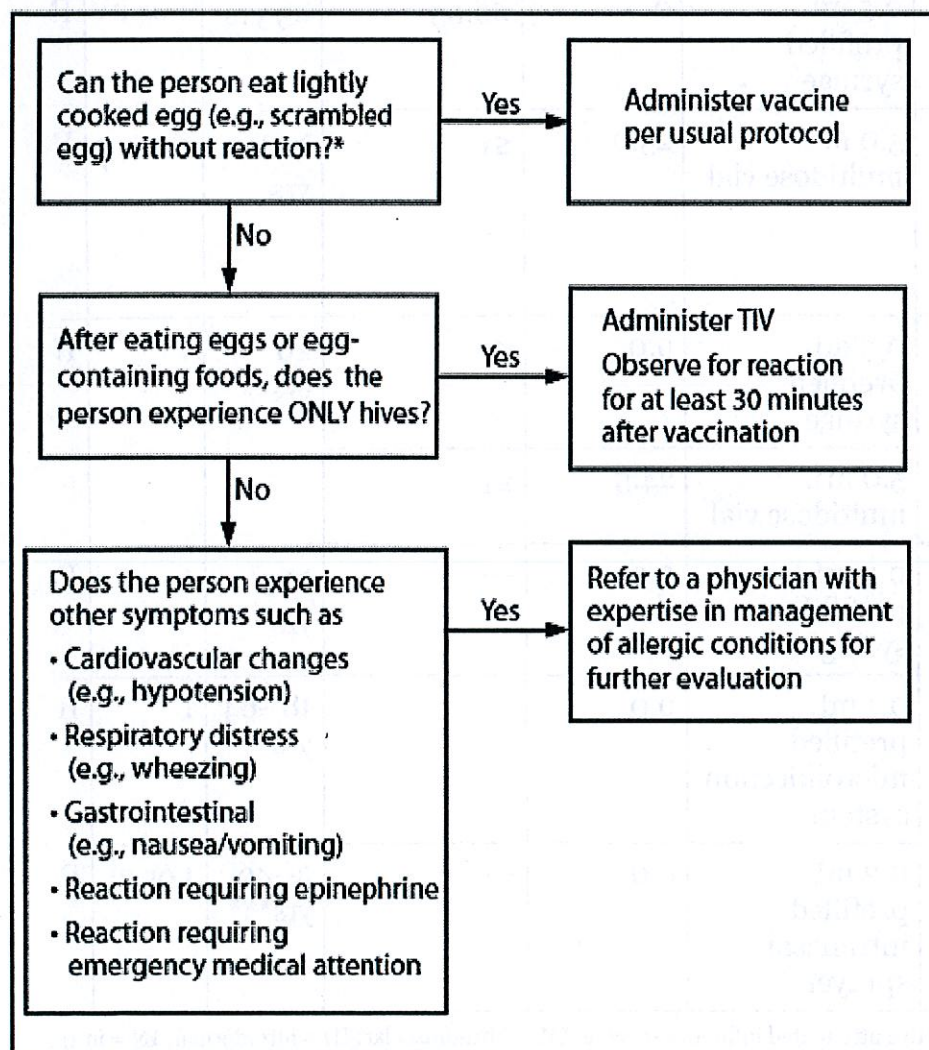 Can the person eat lightly
cooked egg (e.g., scrambled
egg) without reaction?*
Yes
Administer vaccine
per usual protocol
No
After eating eggs or egg-
containing foods, does the
person experience ONLY hives?
Yes
Administer TIV
Observe for reaction
for at least 30 minutes
after vaccination
No
Does the person experience
other symptoms such as
• Cardiovascular changes
(e.g., hypotension)
• Respiratory distress
(e.g., wheezing)
• Gastrointestinal
(e.g., nausea/vomiting)
• Reaction requiring epinephrine
• Reaction requiring
emergency medical attention
Yes
Refer to a physician with
expertise in management
of allergic conditions for
further evaluation